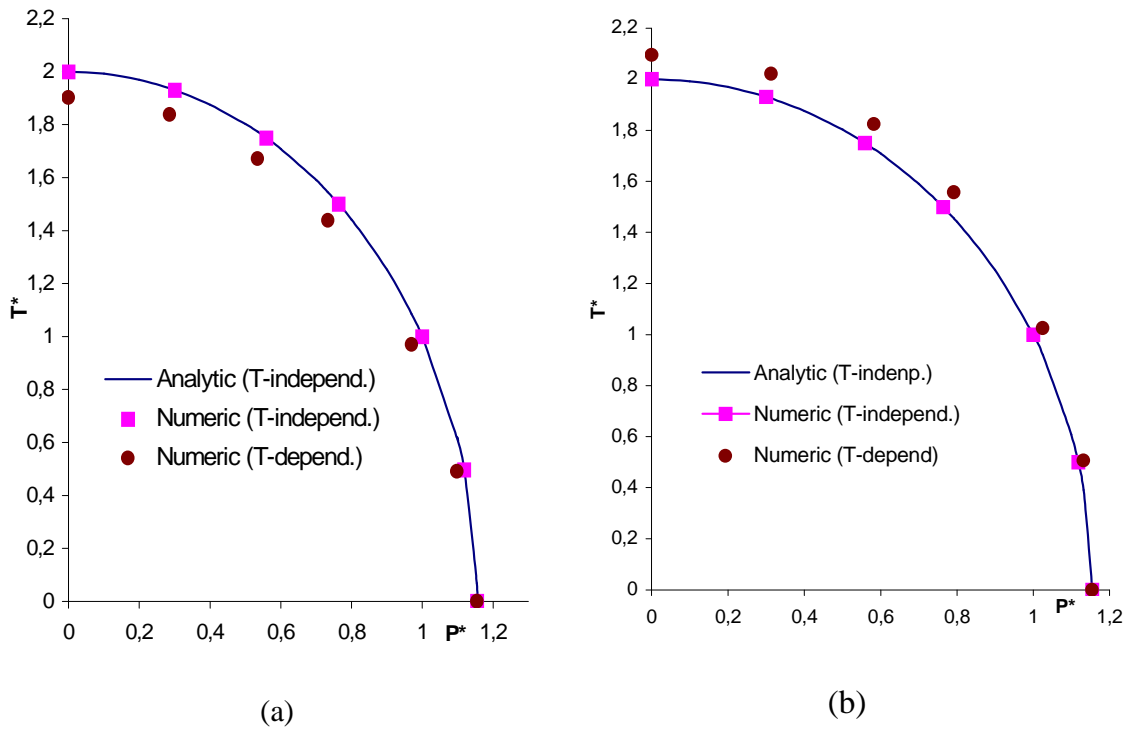 2,2
2
1,8
1,6
1,4
1,2
1
0,8
0,6
0,4
0,2
0
T*
Analytic (T-independ.)
Numeric (T-independ.)
Numeric (T-depend.)
0 0,2 0,4 0,6 0,8 1 P* 1,2
(a)
2,2
2
1,8
1,6
1,4
1,2
1
0,8
0,6
0,4
0,2
0
T*
Analytic (T-indenp.)
Numeric (T-independ.)
Numeric (T-depend)
0 0,2 0,4 0,6 0,8 1 P* 1,2
(b)